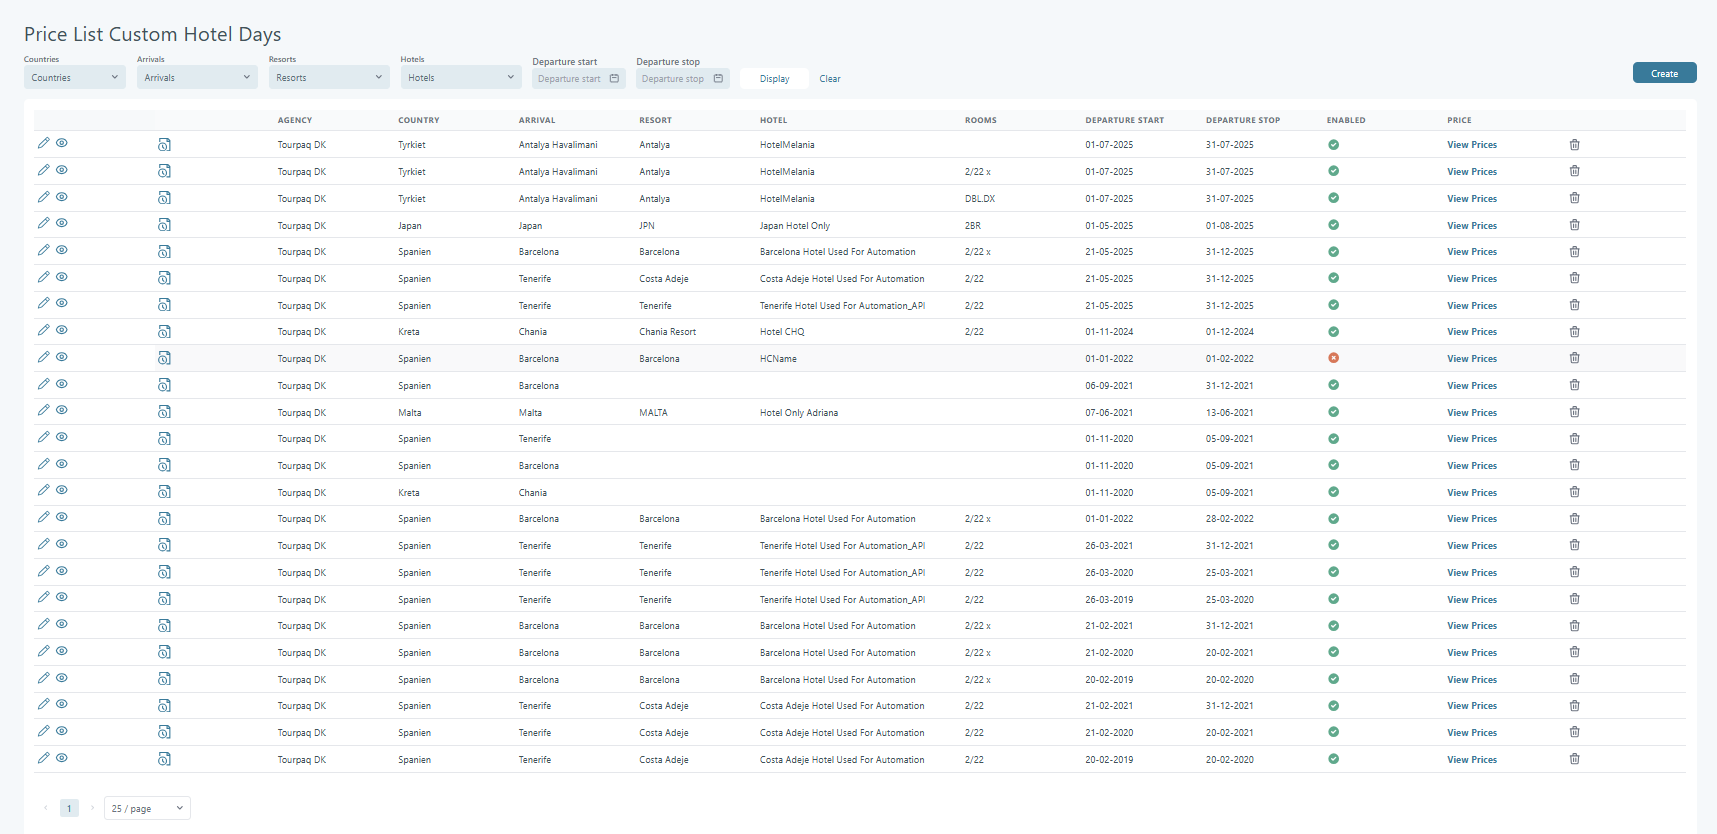 Price List Custom Hotel Days
Countries Arrivals Resorts Hotels Departure start Departure stop
Countries Arrivals Resorts Hotels Departure start Departure stop Display Clear Create
AGENCY COUNTRY ARRIVAL RESORT HOTEL ROOMS DEPARTURE START DEPARTURE STOP ENABLED PRICE
Tourpaq DK Tyrkiet Antalya Havalimani Antalya HotelMelania 01-07-2025 31-07-2025 View Prices
Tourpaq DK Tyrkiet Antalya Havalimani Antalya HotelMelania 2/22 x 01-07-2025 31-07-2025 View Prices
Tourpaq DK Tyrkiet Antalya Havalimani Antalya HotelMelania DBL.DX 01-07-2025 31-07-2025 View Prices
Tourpaq DK Japan Japan JPN Japan Hotel Only 2BR 01-05-2025 01-08-2025 View Prices
Tourpaq DK Spanien Barcelona Barcelona Barcelona Hotel Used For Automation 2/22 x 21-05-2025 31-12-2025 View Prices
Tourpaq DK Spanien Tenerife Costa Adeje Costa Adeje Hotel Used For Automation 2/22 21-05-2025 31-12-2025 View Prices
Tourpaq DK Spanien Tenerife Tenerife Tenerife Hotel Used For Automation_API 2/22 21-05-2025 31-12-2025 View Prices
Tourpaq DK Kreta Chania Chania Resort Hotel CHQ 2/22 01-11-2024 01-12-2024 View Prices
Tourpaq DK Spanien Barcelona Barcelona HCName 01-01-2022 01-02-2022 View Prices
Tourpaq DK Spanien Barcelona 06-09-2021 31-12-2021 View Prices
Tourpaq DK Malta Malta MALTA Hotel Only Adriana 07-06-2021 13-06-2021 View Prices
Tourpaq DK Spanien Tenerife 01-11-2020 05-09-2021 View Prices
Tourpaq DK Spanien Barcelona 01-11-2020 05-09-2021 View Prices
Tourpaq DK Kreta Chania 01-11-2020 05-09-2021 View Prices
Tourpaq DK Spanien Barcelona Barcelona Barcelona Hotel Used For Automation 2/22 x 01-01-2022 28-02-2022 View Prices
Tourpaq DK Spanien Tenerife Tenerife Tenerife Hotel Used For Automation_API 2/22 26-03-2021 31-12-2021 View Prices
Tourpaq DK Spanien Tenerife Tenerife Tenerife Hotel Used For Automation_API 2/22 26-03-2020 25-03-2021 View Prices
Tourpaq DK Spanien Tenerife Tenerife Tenerife Hotel Used For Automation_API 2/22 26-03-2019 25-03-2020 View Prices
Tourpaq DK Spanien Barcelona Barcelona Barcelona Hotel Used For Automation 2/22 x 21-02-2021 31-12-2021 View Prices
Tourpaq DK Spanien Barcelona Barcelona Barcelona Hotel Used For Automation 2/22 x 21-02-2020 20-02-2021 View Prices
Tourpaq DK Spanien Barcelona Barcelona Barcelona Hotel Used For Automation 2/22 x 20-02-2019 20-02-2020 View Prices
Tourpaq DK Spanien Tenerife Costa Adeje Costa Adeje Hotel Used For Automation 2/22 21-02-2021 31-12-2021 View Prices
Tourpaq DK Spanien Tenerife Costa Adeje Costa Adeje Hotel Used For Automation 2/22 21-02-2020 20-02-2021 View Prices
Tourpaq DK Spanien Tenerife Costa Adeje Costa Adeje Hotel Used For Automation 2/22 20-02-2019 20-02-2020 View Prices
1 25 / page